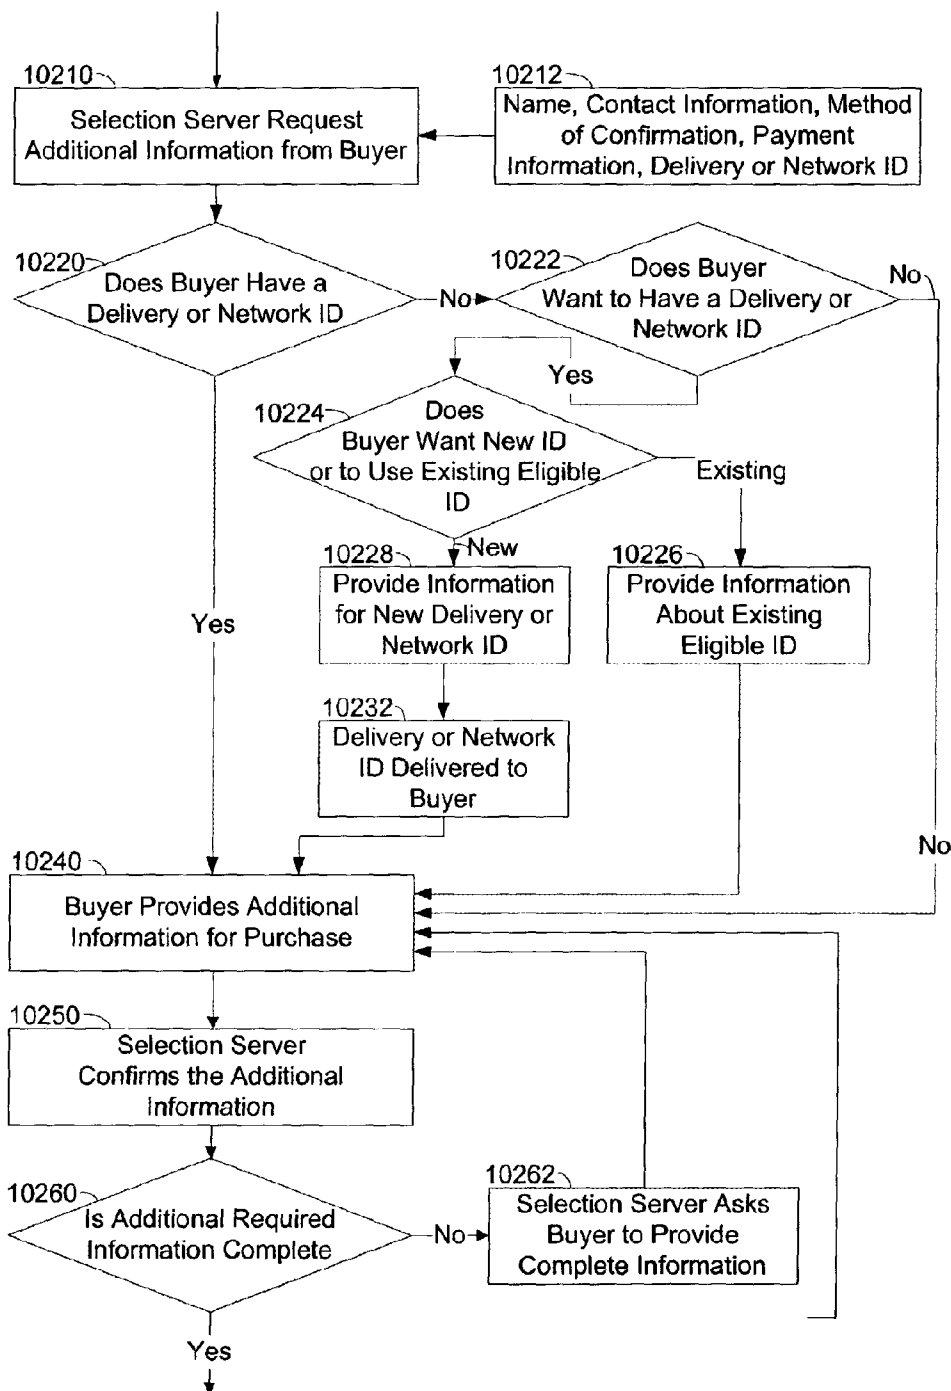 10210
Selection Server Request
Additional Information from Buyer
10212
Name, Contact Information, Method
of Confirmation, Payment
Information, Delivery or Network ID
10220
Does Buyer Have a
Delivery or Network ID
No
10222
Does Buyer
Want to Have a Delivery or
Network ID
No
Yes
10224
Does
Buyer Want New ID
or to Use Existing Eligible
ID
Existing
New
10228
Provide Information
for New Delivery or
Network ID
10226
Provide Information
About Existing
Eligible ID
Yes
10232
Delivery or Network
ID Delivered to
Buyer
No
10240
Buyer Provides Additional
Information for Purchase
10250
Selection Server
Confirms the Additional
Information
10260
Is Additional Required
Information Complete
No
10262
Selection Server Asks
Buyer to Provide
Complete Information
Yes